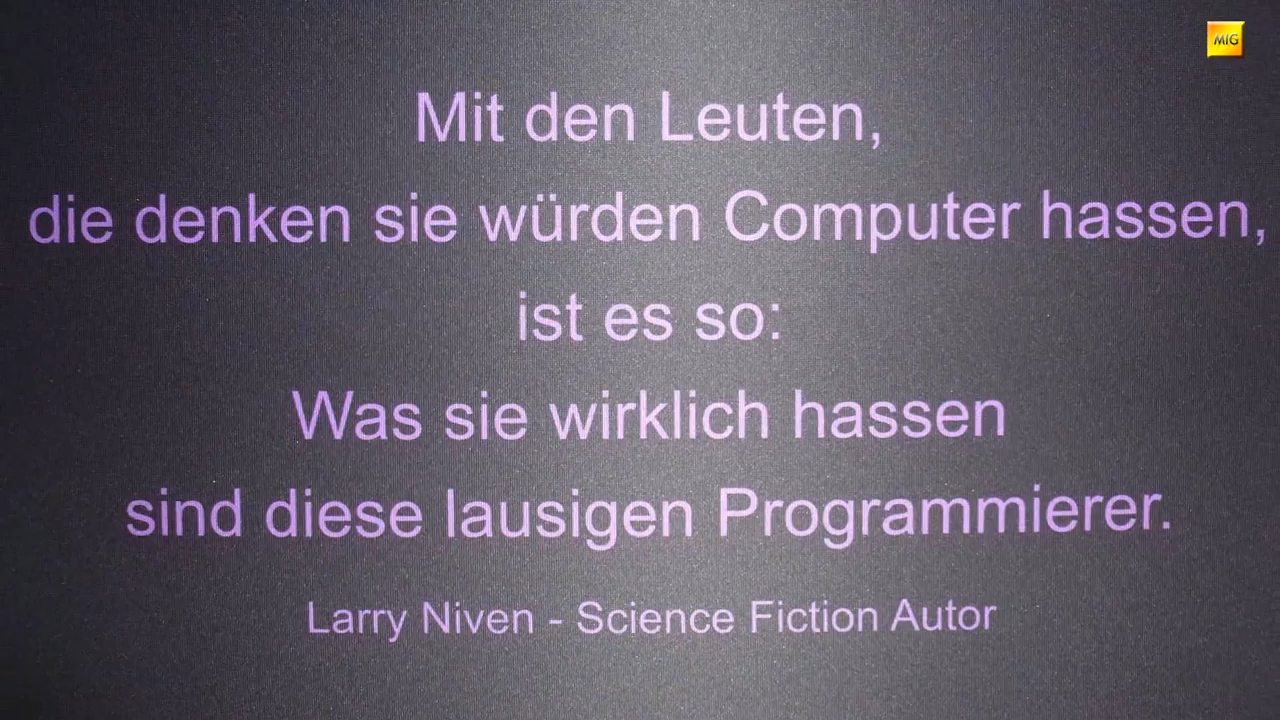 MIG
Mit den Leuten,
die denken sie würden Computer hassen,
ist es so:
Was sie wirklich hassen
sind diese lausigen Programmierer.
Larry Niven - Science Fiction Autor